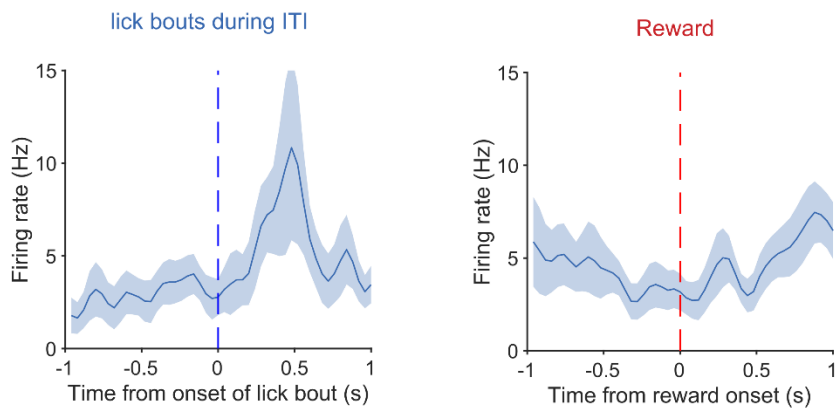 lick bouts during ITI
15
10
5
0
Firing rate (Hz)
-1 -0.5 0 0.5 1
Time from onset of lick bout (s)
Reward
15
10
5
0
Firing rate (Hz)
-1 -0.5 0 0.5 1
Time from reward onset (s)